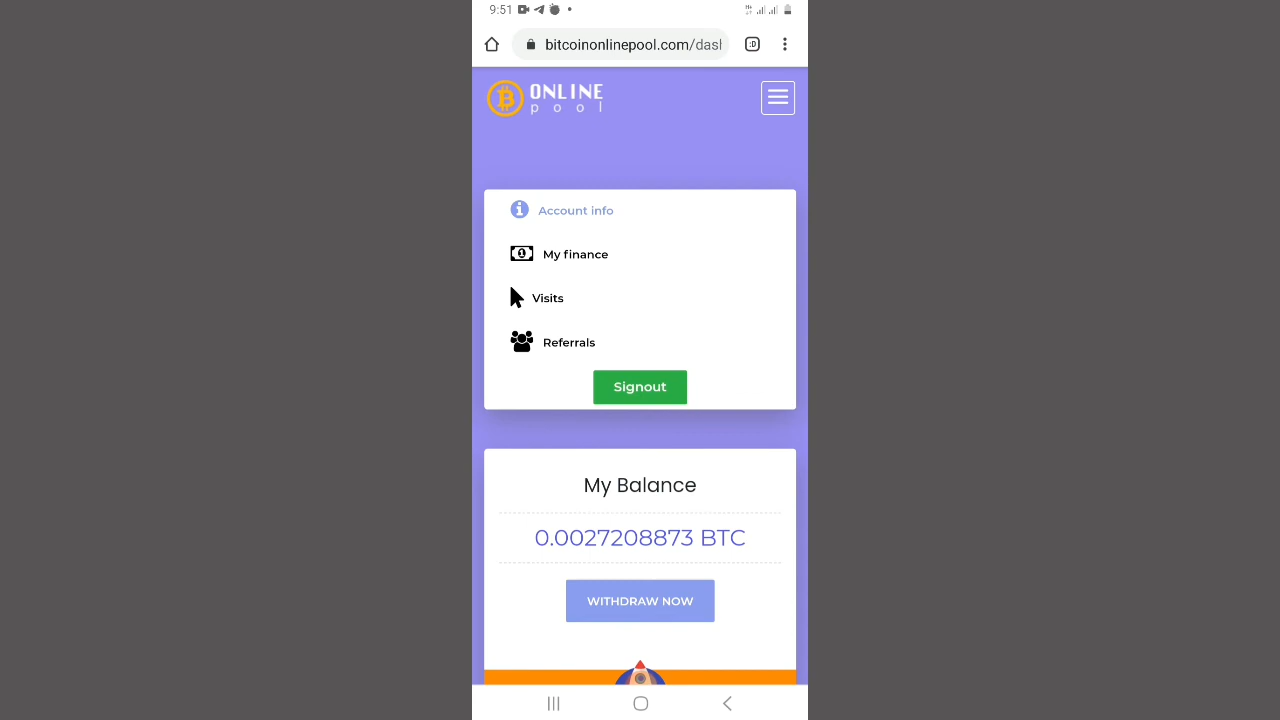 9:51
bitcoinonlinepool.com/dasl
:D
ONLINE
pool
Account info
My finance
Visits
Referrals
Signout
My Balance
0.0027208873 BTC
WITHDRAW NOW